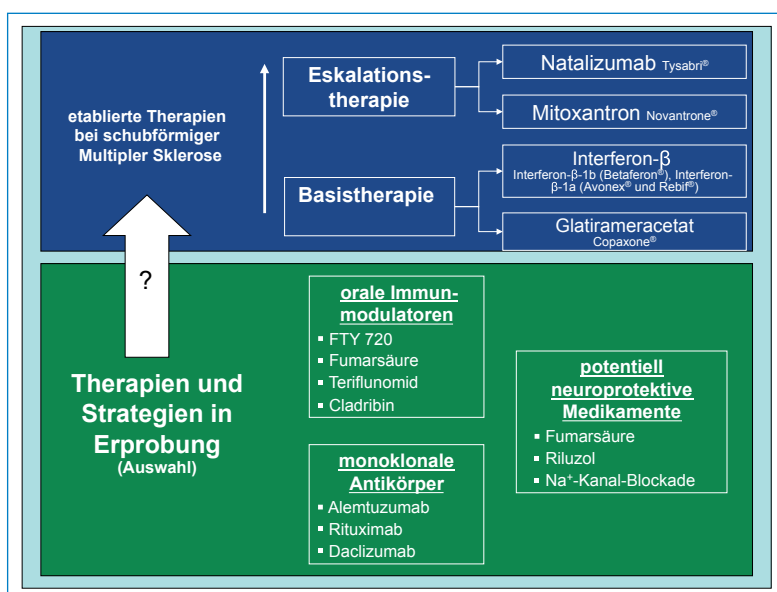 etablierte Therapien
bei schubförmiger
Multipler Sklerose
Eskalations-
therapie
Natalizumab Tysabri®
Mitoxantron Novantrone®
Basistherapie
Interferon-β
Interferon-β-1b (Betaferon®), Interferon-
β-1a (Avonex® und Rebif®)
Glatirameracetat
Copaxone®
?
Therapien und
Strategien in
Erprobung
(Auswahl)
orale Immun-
modulatoren
▪ FTY 720
▪ Fumarsäure
▪ Teriflunomid
▪ Cladribin
monoklonale
Antikörper
▪ Alemtuzumab
▪ Rituximab
▪ Daclizumab
potentiell
neuroprotektive
Medikamente
▪ Fumarsäure
▪ Riluzol
▪ Na⁺-Kanal-Blockade